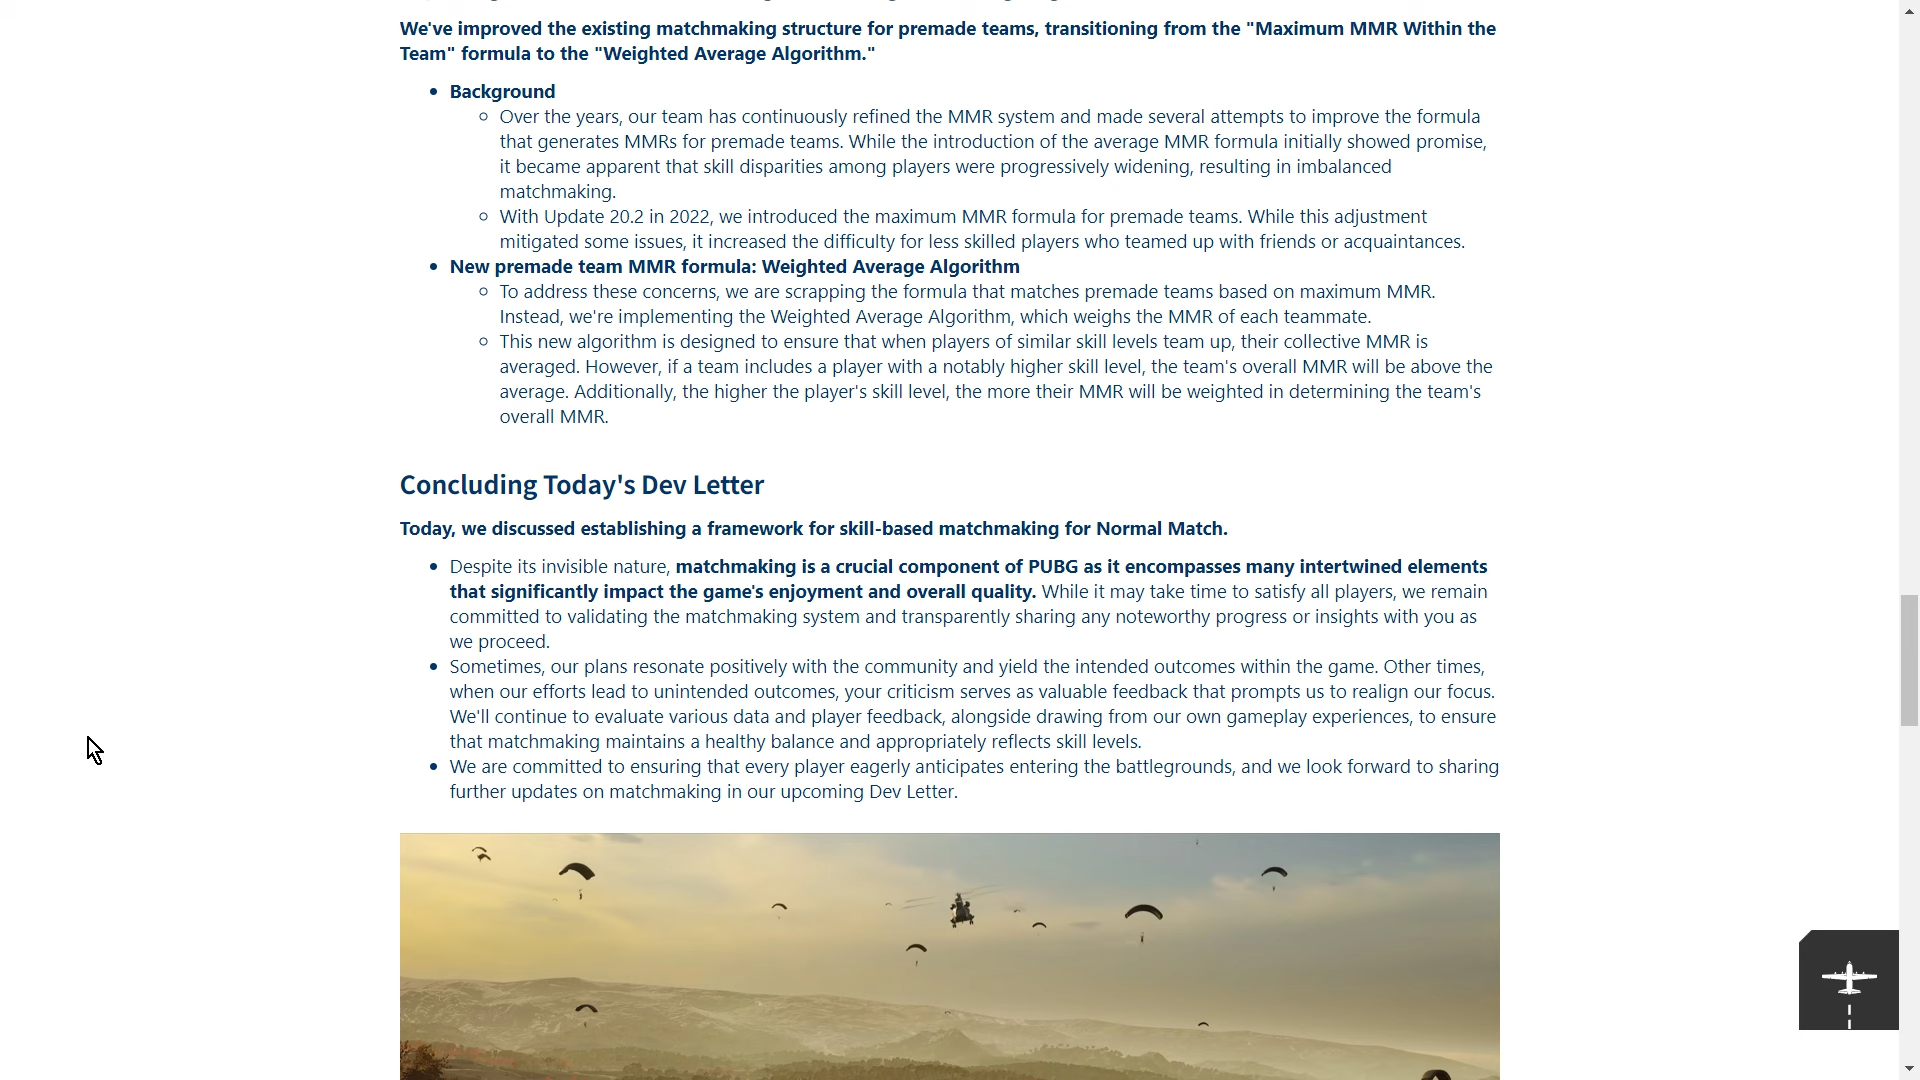 We've improved the existing matchmaking structure for premade teams, transitioning from the "Maximum MMR Within the
Team" formula to the "Weighted Average Algorithm."
• Background
◦ Over the years, our team has continuously refined the MMR system and made several attempts to improve the formula
that generates MMRs for premade teams. While the introduction of the average MMR formula initially showed promise,
it became apparent that skill disparities among players were progressively widening, resulting in imbalanced
matchmaking.
◦ With Update 20.2 in 2022, we introduced the maximum MMR formula for premade teams. While this adjustment
mitigated some issues, it increased the difficulty for less skilled players who teamed up with friends or acquaintances.
• New premade team MMR formula: Weighted Average Algorithm
◦ To address these concerns, we are scrapping the formula that matches premade teams based on maximum MMR.
Instead, we're implementing the Weighted Average Algorithm, which weighs the MMR of each teammate.
◦ This new algorithm is designed to ensure that when players of similar skill levels team up, their collective MMR is
averaged. However, if a team includes a player with a notably higher skill level, the team's overall MMR will be above the
average. Additionally, the higher the player's skill level, the more their MMR will be weighted in determining the team's
overall MMR.
Concluding Today's Dev Letter
Today, we discussed establishing a framework for skill-based matchmaking for Normal Match.
• Despite its invisible nature, matchmaking is a crucial component of PUBG as it encompasses many intertwined elements
that significantly impact the game's enjoyment and overall quality. While it may take time to satisfy all players, we remain
committed to validating the matchmaking system and transparently sharing any noteworthy progress or insights with you as
we proceed.
• Sometimes, our plans resonate positively with the community and yield the intended outcomes within the game. Other times,
when our efforts lead to unintended outcomes, your criticism serves as valuable feedback that prompts us to realign our focus.
We'll continue to evaluate various data and player feedback, alongside drawing from our own gameplay experiences, to ensure
that matchmaking maintains a healthy balance and appropriately reflects skill levels.
• We are committed to ensuring that every player eagerly anticipates entering the battlegrounds, and we look forward to sharing
further updates on matchmaking in our upcoming Dev Letter.